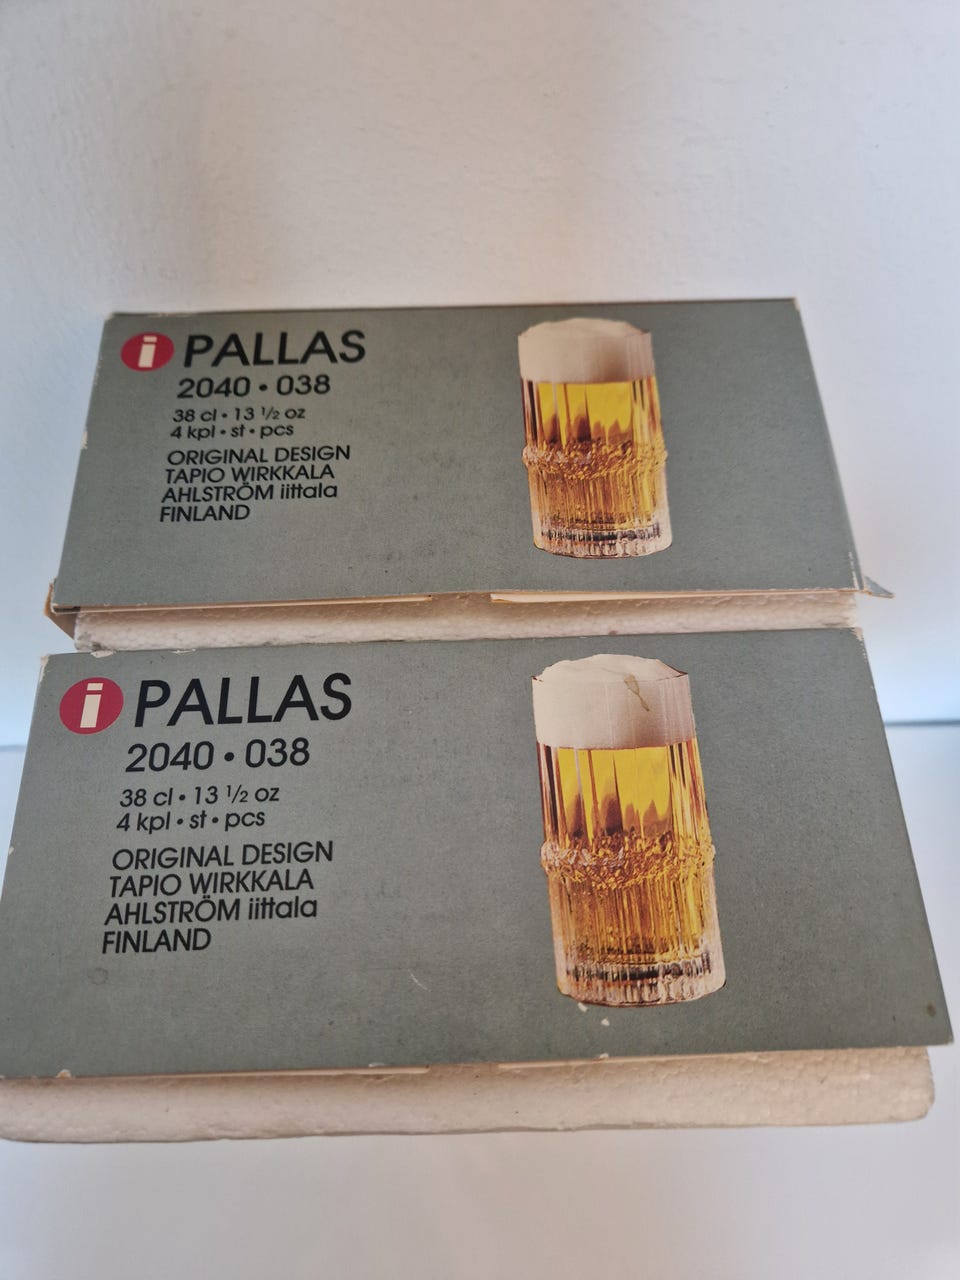 i PALLAS
2040 • 038
38 cl • 13 ½ oz
4 kpl • st • pcs
ORIGINAL DESIGN
TAPIO WIRKKALA
AHLSTRÖM iittala
FINLAND
i PALLAS
2040 • 038
38 cl • 13 ½ oz
4 kpl • st • pcs
ORIGINAL DESIGN
TAPIO WIRKKALA
AHLSTRÖM iittala
FINLAND